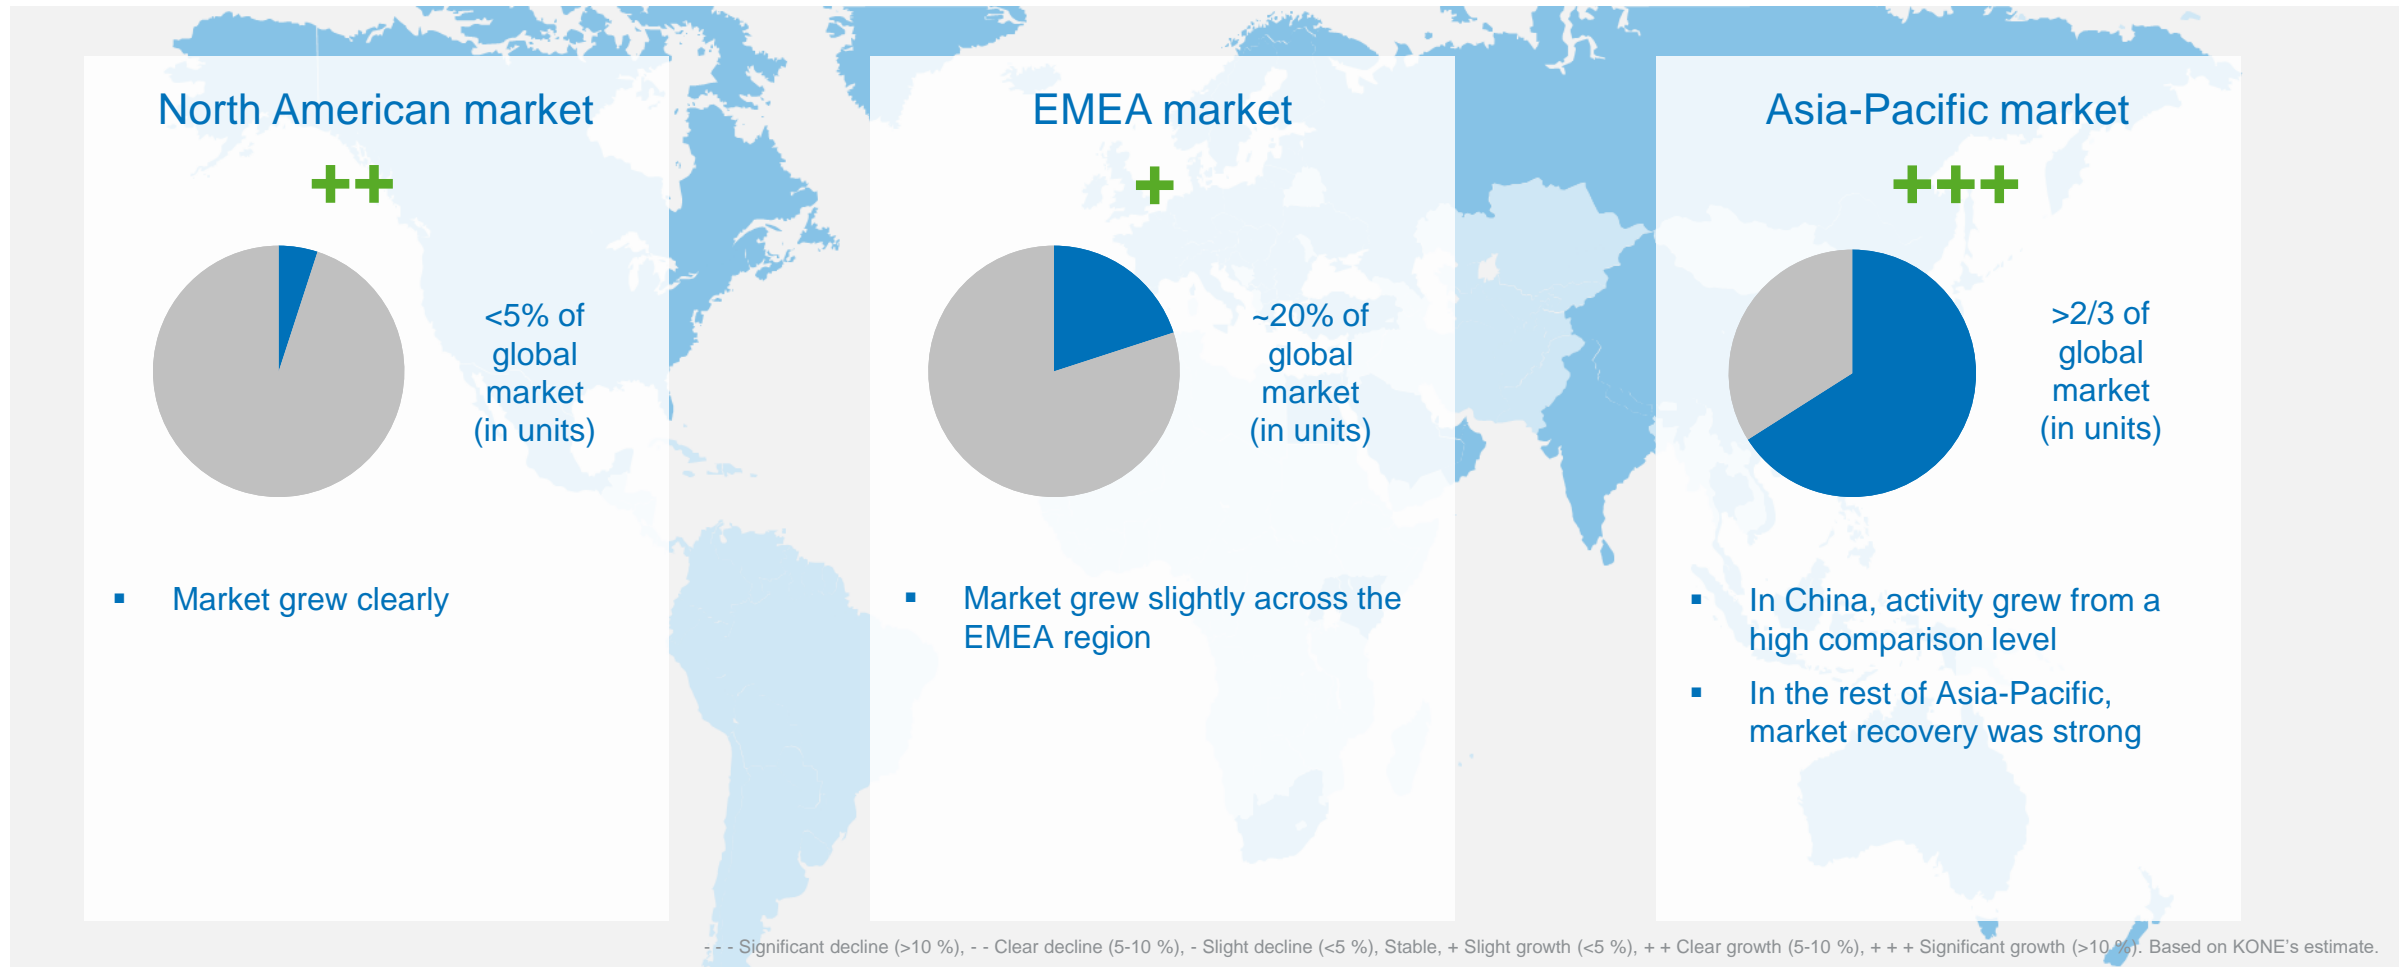 North American market
++
<5% of
global
market
(in units)
▪ Market grew clearly
EMEA market
+
~20% of
global
market
(in units)
▪ Market grew slightly across the
EMEA region
Asia-Pacific market
+++
>2/3 of
global
market
(in units)
▪ In China, activity grew from a
high comparison level
▪ In the rest of Asia-Pacific,
market recovery was strong
- - - Significant decline (>10 %), - - Clear decline (5-10 %), - Slight decline (<5 %), Stable, + Slight growth (<5 %), + + Clear growth (5-10 %), + + + Significant growth (>10 %). Based on KONE's estimate.